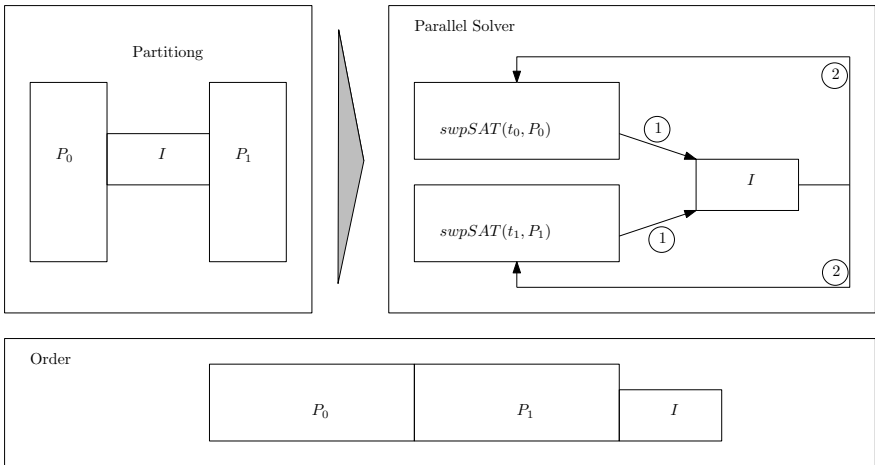 Partitiong
P₀
I
P₁
Parallel Solver
2
swpSAT(t₀, P₀)
1
I
swpSAT(t₁, P₁)
1
2
Order
P₀
P₁
I